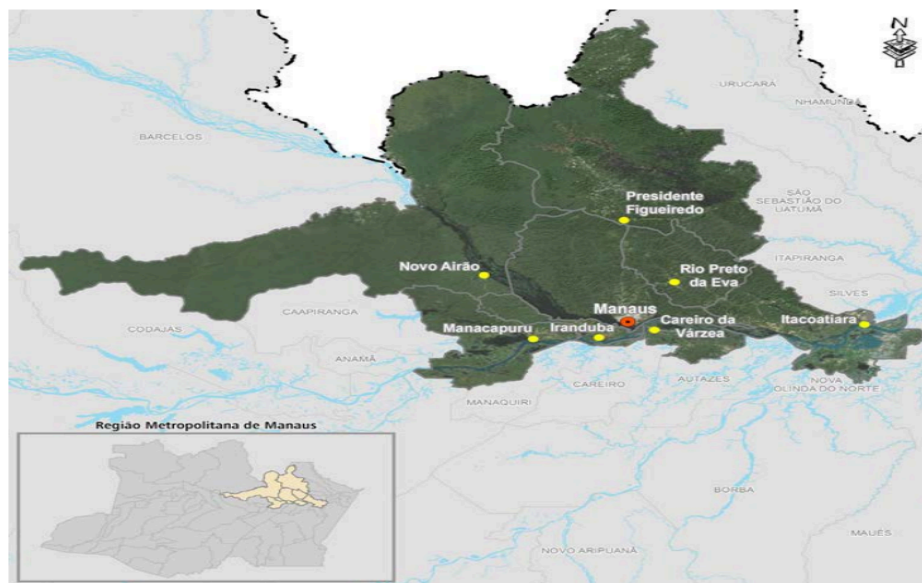 N
URUCARÁ
NHAMUNDÁ
BARCELOS
SÃO
SEBASTIÃO DO
UATUMÃ
Presidente
Figueiredo
ITAPIRANGA
Novo Airão
Rio Preto
da Eva
SILVES
Manaus
CAAPIRANGA
Itacoatiara
CODAJAS
Manacapuru
Iranduba
Careiro da
Várzea
ANAMÃ
CAREIRO
AUTAZES
NOVA
OLINDA DO NORTE
MANAQUIRI
Região Metropolitana de Manaus
BORBA
MAUÉS
NOVO ARIPUANÃ